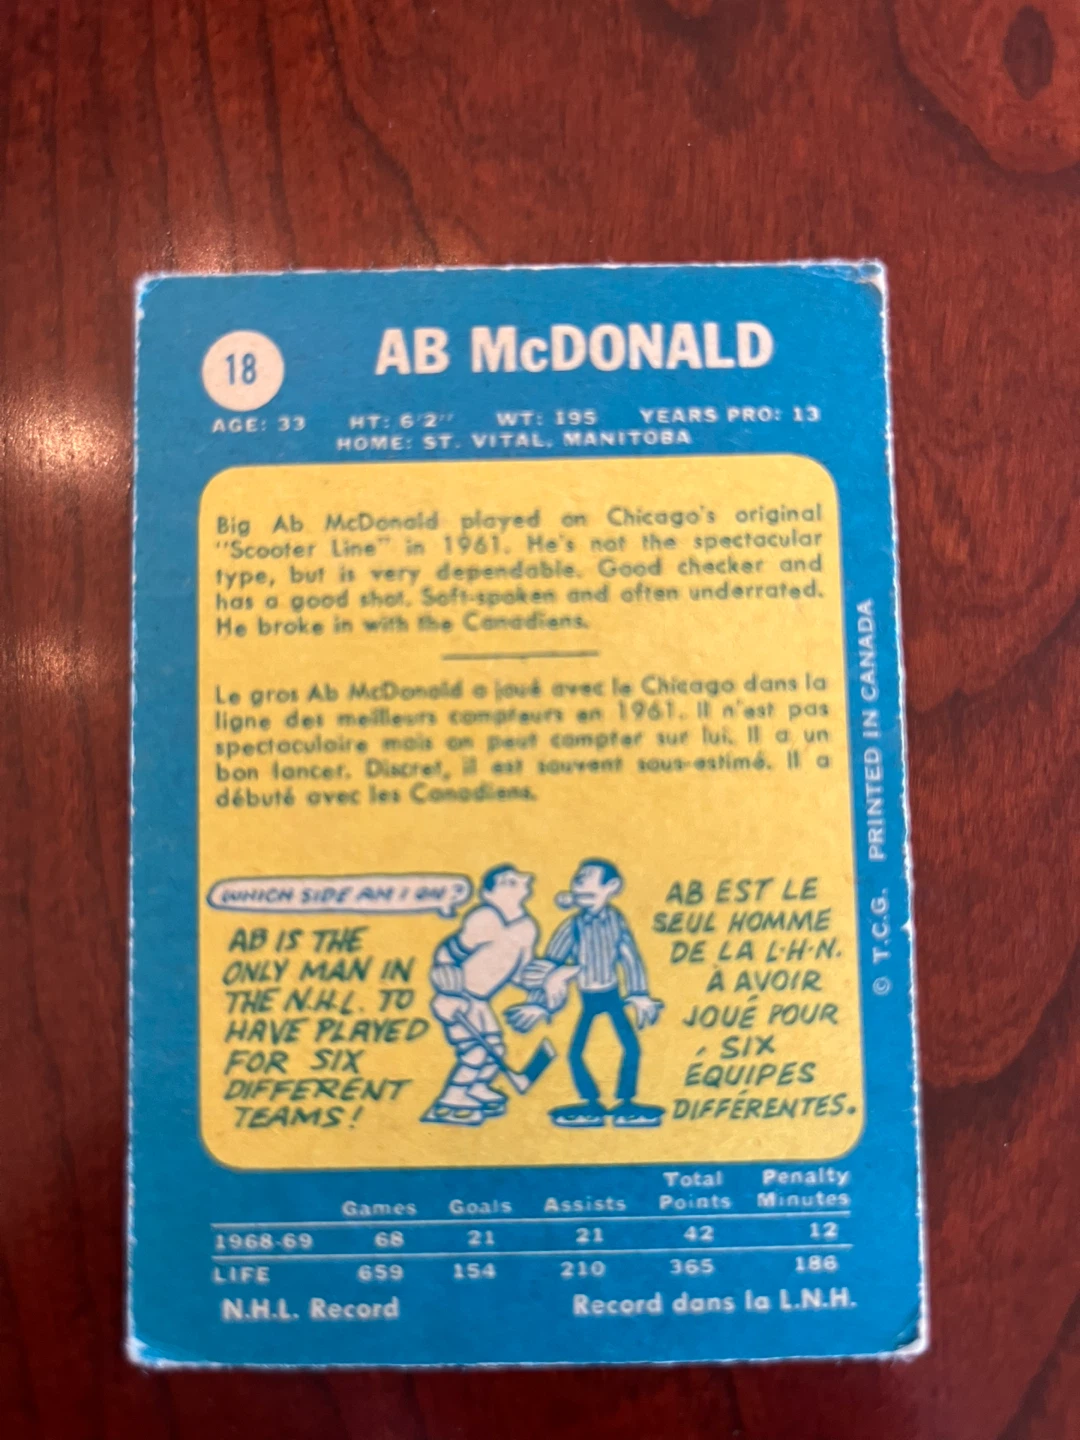 18
AB McDONALD
AGE: 33 HT: 6'2" WT: 195 YEARS PRO: 13
HOME: ST. VITAL, MANITOBA
Big Ab McDonald played on Chicago's original
"Scooter Line" in 1961. He's not the spectacular
type, but is very dependable. Good checker and
has a good shot. Soft-spoken and often underrated.
He broke in with the Canadiens.
Le gros Ab McDonald a joué avec le Chicago dans la
ligne des meilleurs compteurs en 1961. Il n'est pas
spectaculaire mais on peut compter sur lui. Il a un
bon lancer. Discret, il est souvent sous-estimé. Il a
débuté avec les Canadiens.
WHICH SIDE AM I ON?
AB IS THE
ONLY MAN IN
THE N.H.L. TO
HAVE PLAYED
FOR SIX
DIFFERENT
TEAMS!
AB EST LE
SEUL HOMME
DE LA L.H.N.
À AVOIR
JOUÉ POUR
SIX
ÉQUIPES
DIFFÉRENTES.
© T.C.G. PRINTED IN CANADA
Games Goals Assists Total Points Penalty Minutes
1968-69 68 21 21 42 12
LIFE 659 154 210 365 186
N.H.L. Record Record dans la L.N.H.